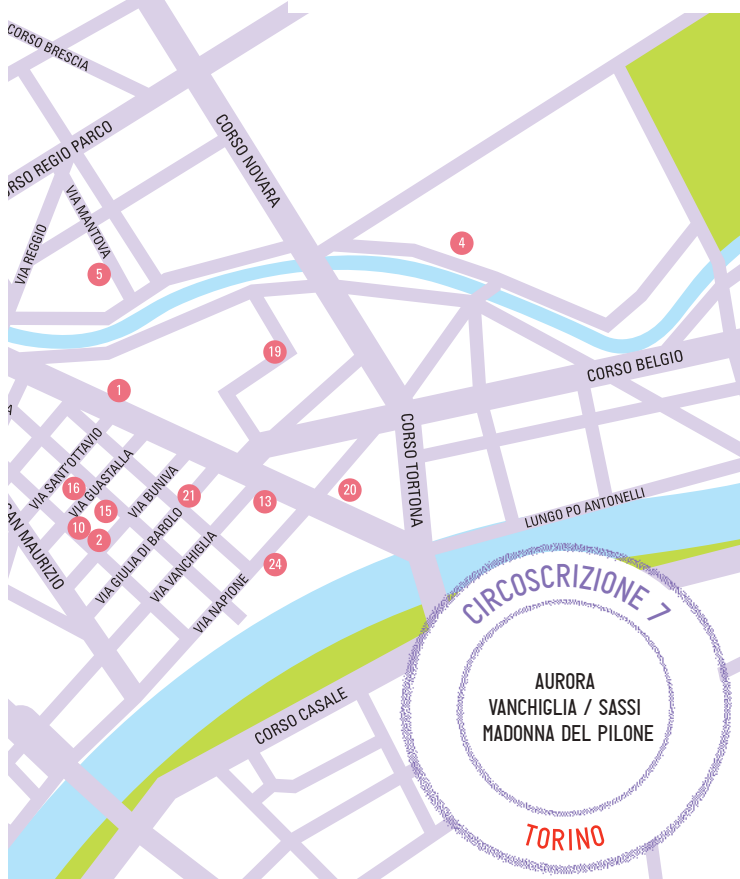 CORSO BRESCIA
RSO REGIO PARCO
CORSO NOVARA
VIA MANTOVA
VIA REGGIO
4
5
19
1
CORSO BELGIO
A
VIA SANT'OTTAVIO
VIA GUASTALLA
VIA BUNIVA
CORSO TORTONA
16
21
20
13
15
10
2
LUNGO PO ANTONELLI
AN MAURIZIO
VIA GIULIA DI BAROLO
VIA VANCHIGLIA
24
VIA NAPIONE
CORSO CASALE
CIRCOSCRIZIONE 7
AURORA
VANCHIGLIA / SASSI
MADONNA DEL PILONE
TORINO